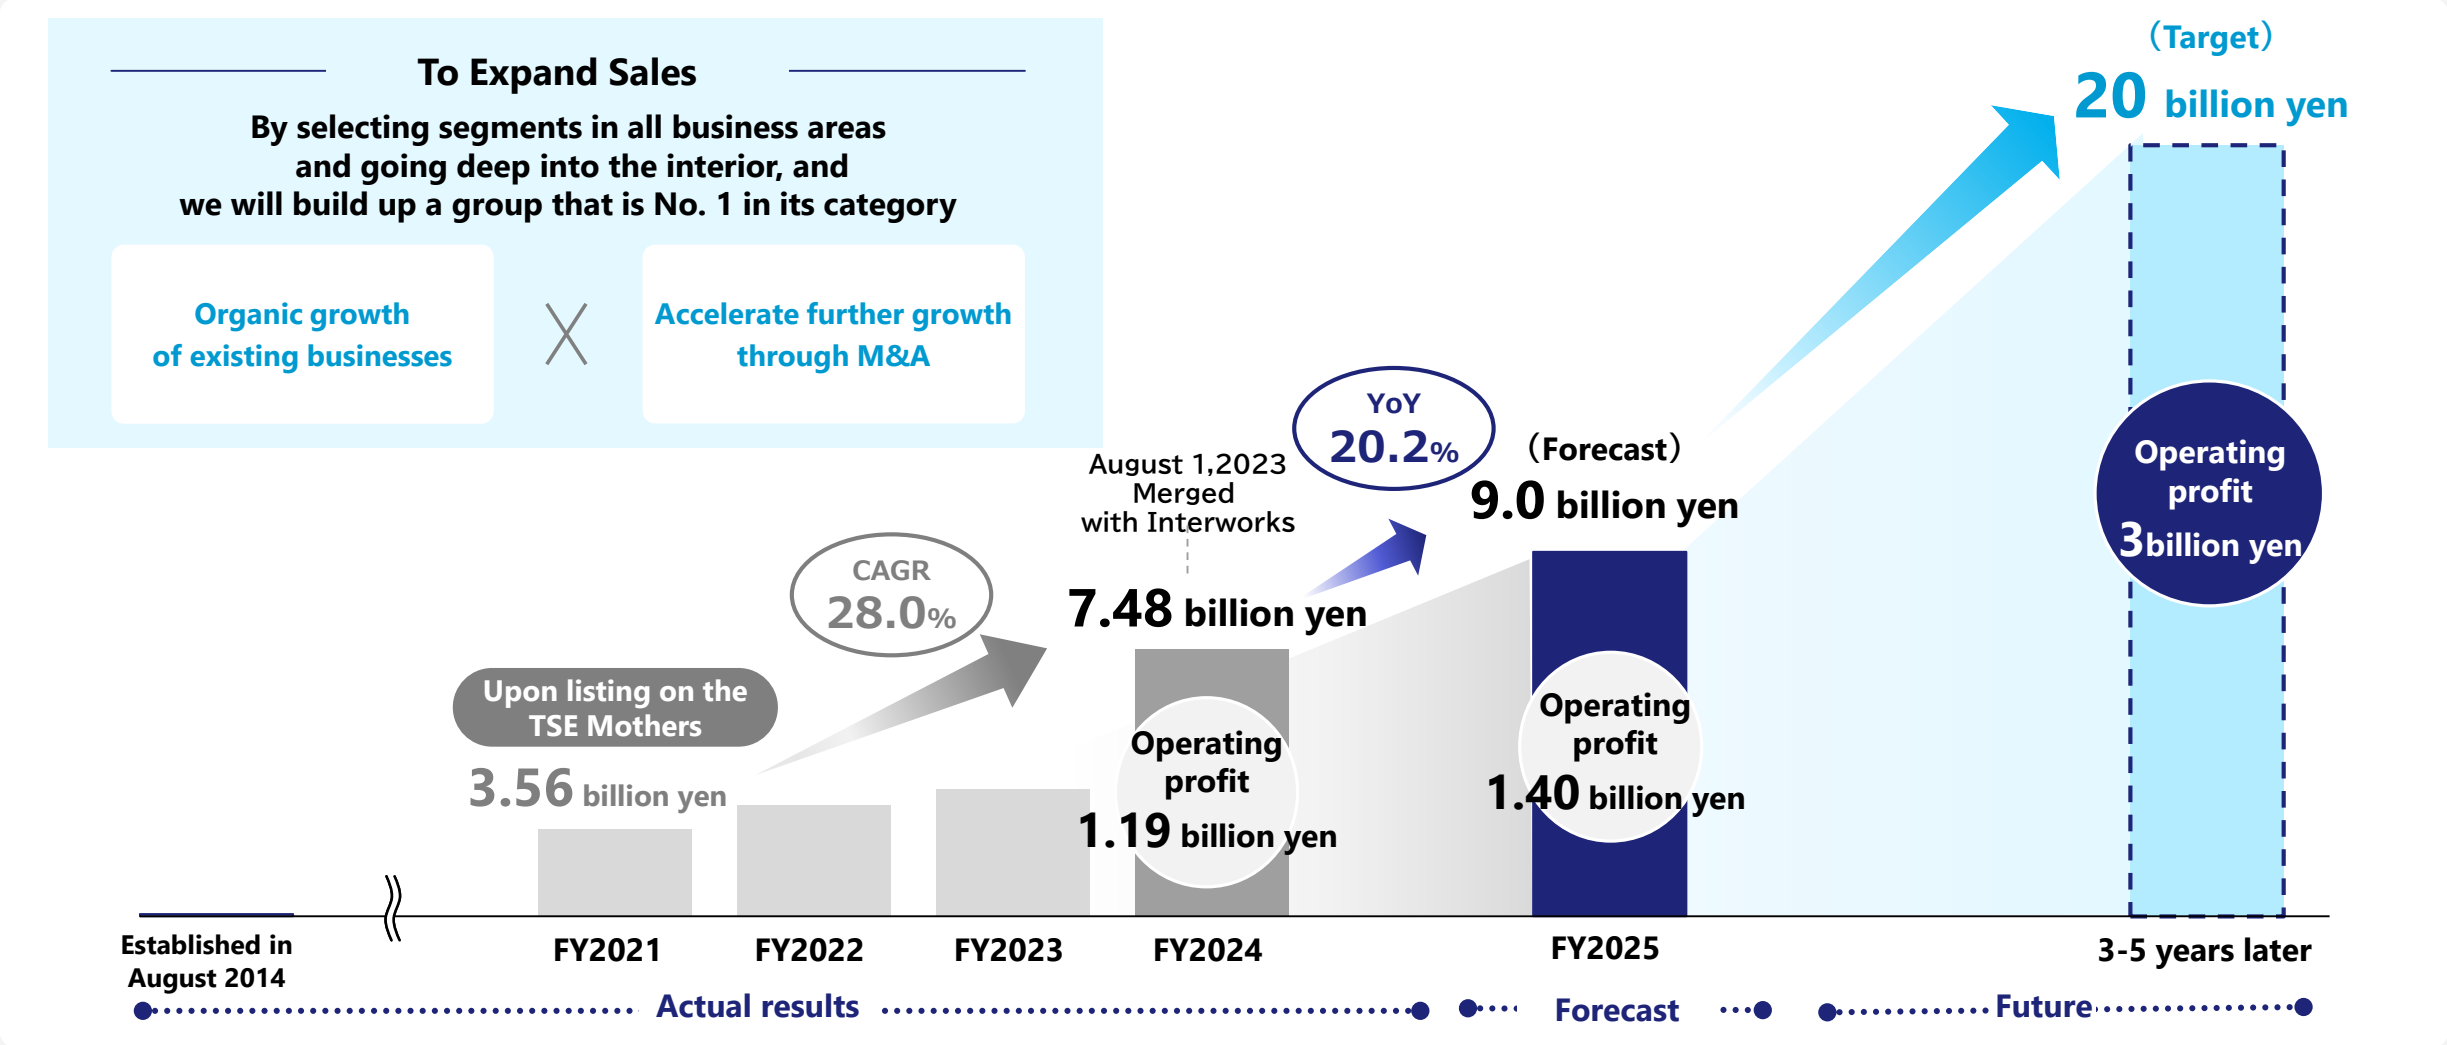 To Expand Sales
By selecting segments in all business areas
and going deep into the interior, and
we will build up a group that is No. 1 in its category
Organic growth
of existing businesses
Accelerate further growth
through M&A
(Target)
20 billion yen
Operating
profit
3billion yen
YoY
20.2%
(Forecast)
9.0 billion yen
Operating
profit
1.40 billion yen
August 1,2023
Merged
with Interworks
7.48 billion yen
Operating
profit
1.19 billion yen
CAGR
28.0%
Upon listing on the
TSE Mothers
3.56 billion yen
Established in
August 2014
FY2021
FY2022
FY2023
FY2024
FY2025
3-5 years later
Actual results
Forecast
Future